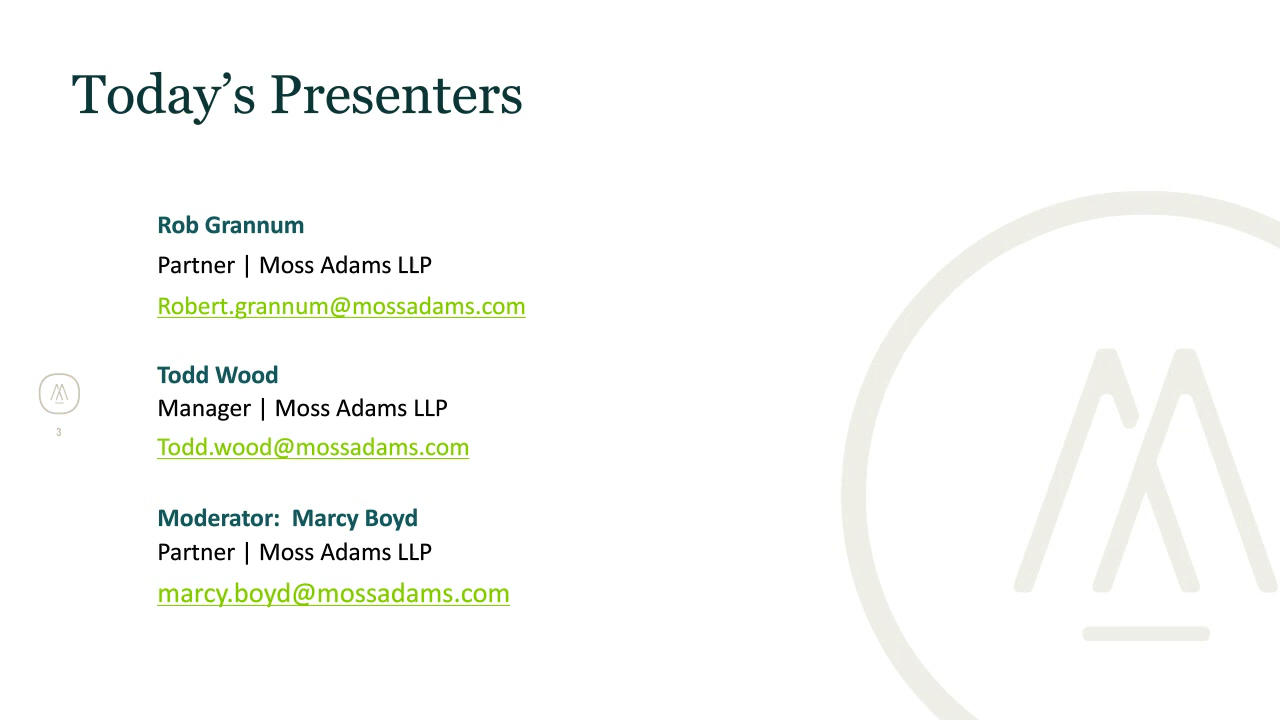 Today’s Presenters
Rob Grannum
Partner | Moss Adams LLP
Robert.grannum@mossadams.com
Todd Wood
Manager | Moss Adams LLP
Todd.wood@mossadams.com
3
Moderator:  Marcy Boyd
Partner | Moss Adams LLP
marcy.boyd@mossadams.com